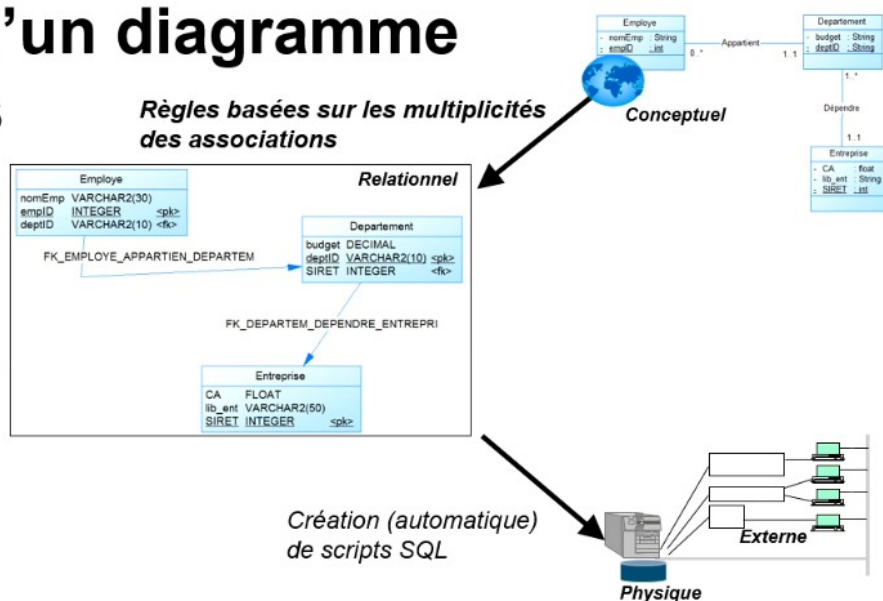 'un diagramme
Règles basées sur les multiplicités
des associations
Employe
- nomEmp : String
- empID : int
0..*
Appartient
1..1
Departement
- budget : String
- deptID : String
1..*
Dépendre
1..1
Entreprise
- CA : float
- lib_ent : String
- SIRET : int
Conceptuel
Relationnel
Employe
nomEmp VARCHAR2(30)
empID INTEGER <pk>
deptID VARCHAR2(10) <fk>
FK_EMPLOYE_APPARTIEN_DEPARTEM
Departement
budget DECIMAL
deptID VARCHAR2(10) <pk>
SIRET INTEGER <fk>
FK_DEPARTEM_DEPENDRE_ENTREPRI
Entreprise
CA FLOAT
lib_ent VARCHAR2(50)
SIRET INTEGER <pk>
Création (automatique)
de scripts SQL
Externe
Physique